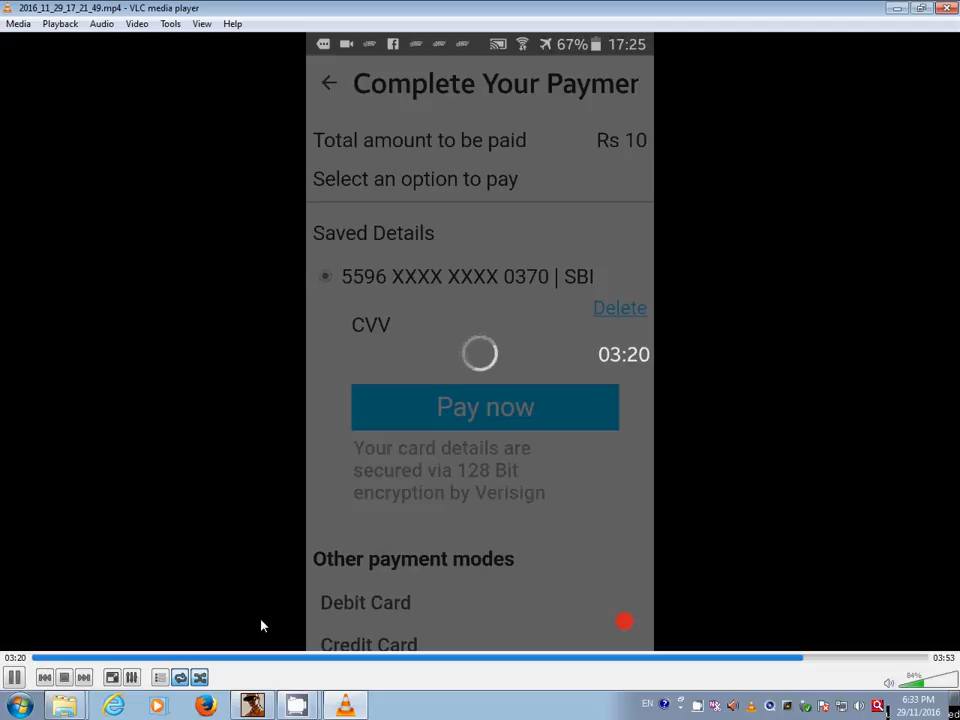 2016_11_29_17_21_49.mp4 - VLC media player
Media Playback Audio Video Tools View Help
67% 17:25
Complete Your Paymer
Total amount to be paid Rs 10
Select an option to pay
Saved Details
5596 XXXX XXXX 0370 | SBI
Delete
CVV
03:20
Pay now
Your card details are
secured via 128 Bit
encryption by Verisign
Other payment modes
Debit Card
Credit Card
03:20 03:53
84%
EN 6:33 PM
29/11/2016